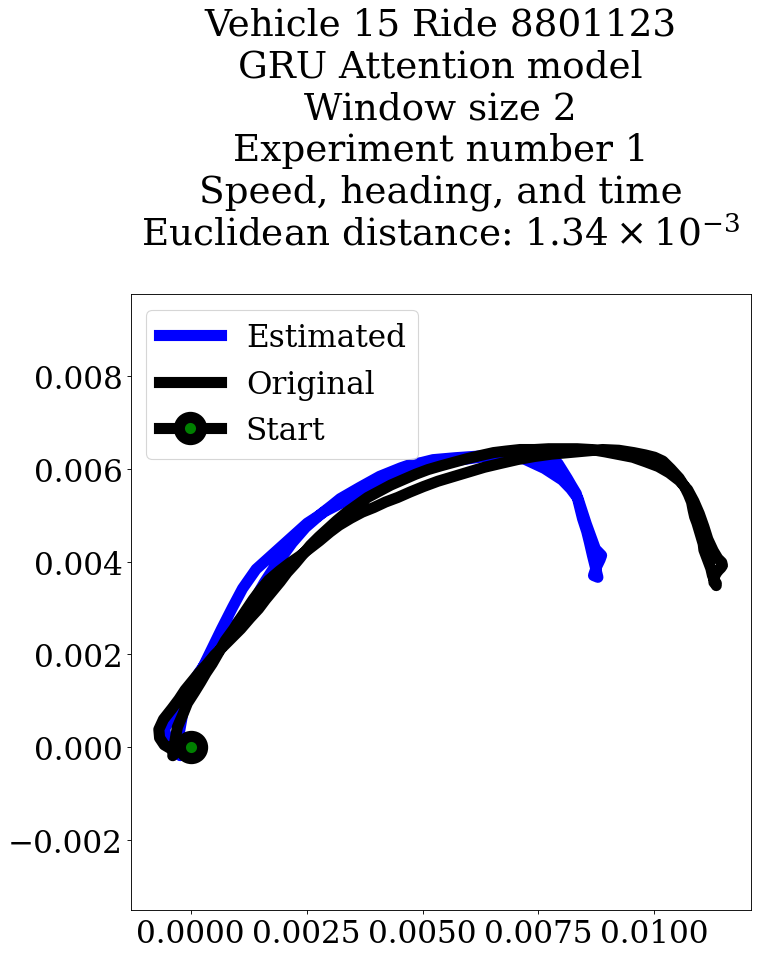 Vehicle 15 Ride 8801123
GRU Attention model
Window size 2
Experiment number 1
Speed, heading, and time
Euclidean distance: 1.34 × 10⁻³
Estimated
Original
Start
0.008
0.006
0.004
0.002
0.000
−0.002
0.0000 0.0025 0.0050 0.0075 0.0100